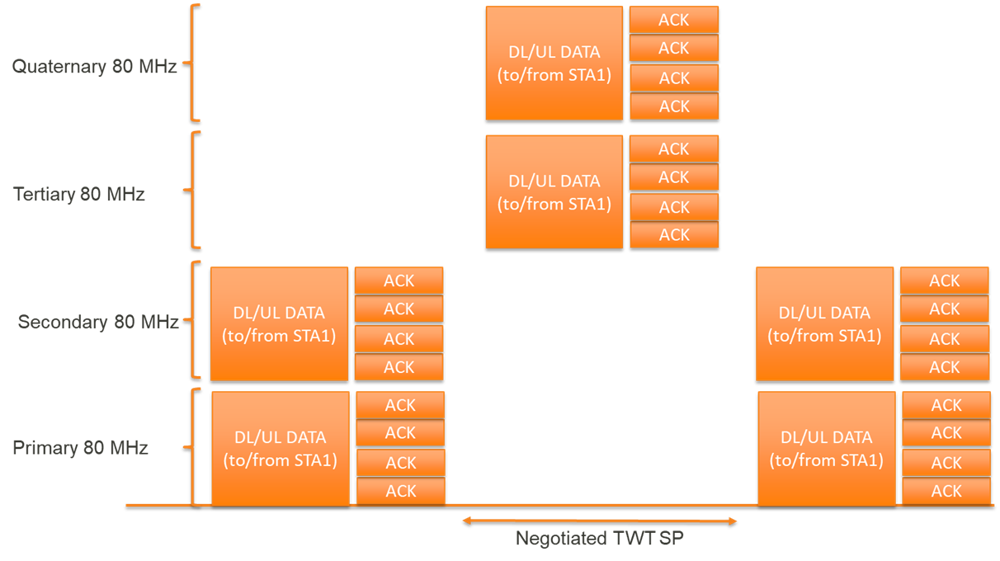 Quaternary 80 MHz
DL/UL DATA
(to/from STA1)
ACK
ACK
ACK
ACK
Tertiary 80 MHz
DL/UL DATA
(to/from STA1)
ACK
ACK
ACK
ACK
Secondary 80 MHz
DL/UL DATA
(to/from STA1)
ACK
ACK
ACK
ACK
DL/UL DATA
(to/from STA1)
ACK
ACK
ACK
ACK
Primary 80 MHz
DL/UL DATA
(to/from STA1)
ACK
ACK
ACK
ACK
DL/UL DATA
(to/from STA1)
ACK
ACK
ACK
ACK
Negotiated TWT SP